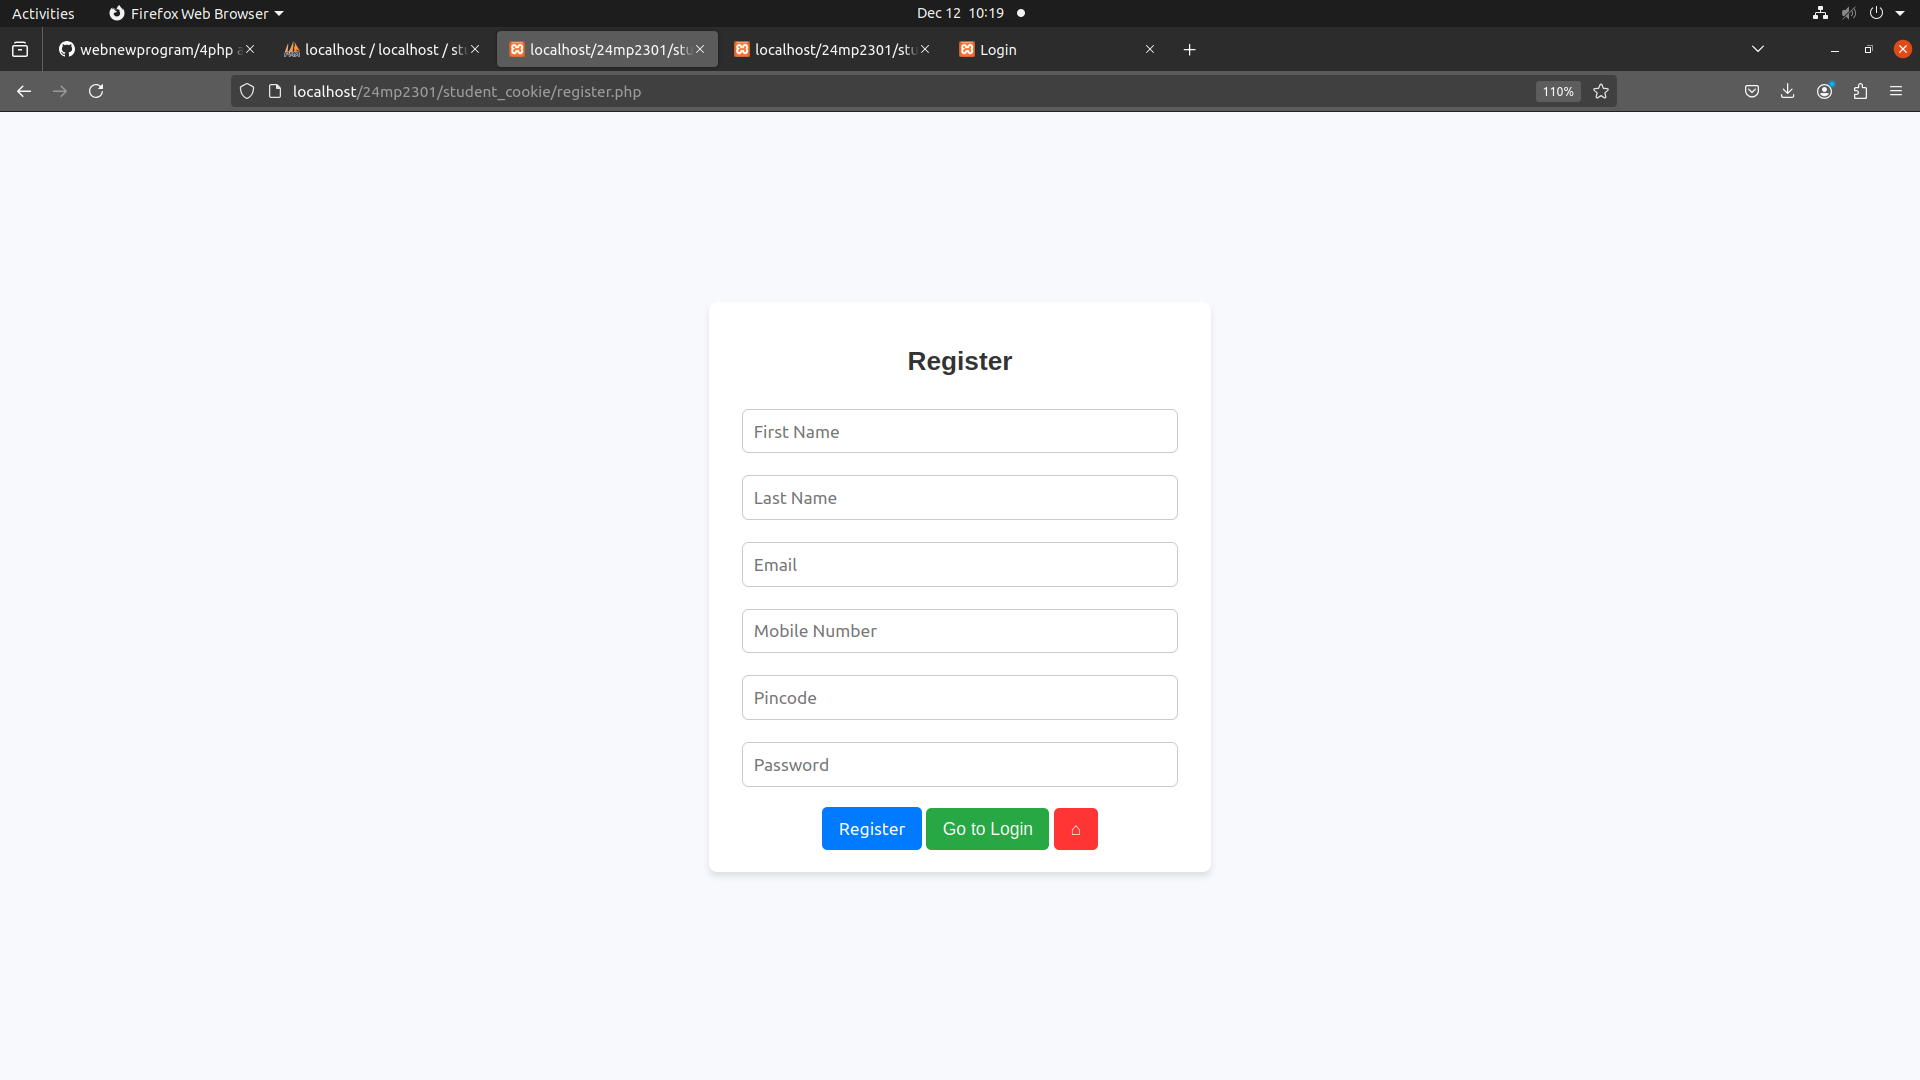 Activities Firefox Web Browser Dec 12 10:19
webnewprogram/4php localhost / localhost / st localhost/24mp2301/stu localhost/24mp2301/stu Login
localhost/24mp2301/student_cookie/register.php 110%
Register
First Name
Last Name
Email
Mobile Number
Pincode
Password
Register Go to Login